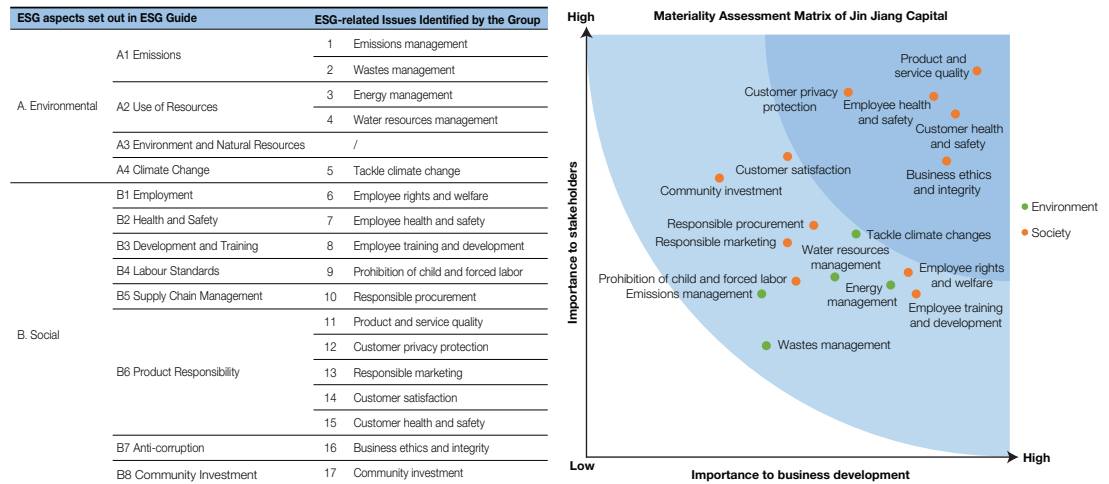 ESG aspects set out in ESG Guide
ESG-related Issues Identified by the Group
A. Environmental
A1 Emissions
1 Emissions management
2 Wastes management
A2 Use of Resources
3 Energy management
4 Water resources management
A3 Environment and Natural Resources /
A4 Climate Change 5 Tackle climate change
B. Social
B1 Employment 6 Employee rights and welfare
B2 Health and Safety 7 Employee health and safety
B3 Development and Training 8 Employee training and development
B4 Labour Standards 9 Prohibition of child and forced labor
B5 Supply Chain Management 10 Responsible procurement
B6 Product Responsibility
11 Product and service quality
12 Customer privacy protection
13 Responsible marketing
14 Customer satisfaction
15 Customer health and safety
B7 Anti-corruption 16 Business ethics and integrity
B8 Community Investment 17 Community investment
High
Materiality Assessment Matrix of Jin Jiang Capital
Importance to stakeholders
Product and
service quality
Customer privacy
protection
Employee health
and safety
Customer health
and safety
Customer satisfaction
Business ethics
and integrity
Community investment
Responsible procurement
Responsible marketing
Tackle climate changes
Water resources
management
Prohibition of child and forced labor
Emissions management
Energy
management
Employee rights
and welfare
Employee training
and development
Wastes management
Environment
Society
Low
Importance to business development
High